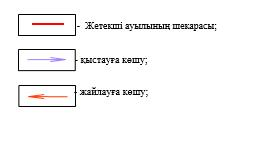 - Жетекші ауылының шекарасы;
- қыстауға көшу;
- жайлауға көшу;